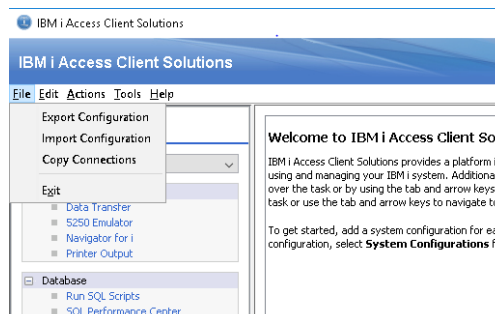 IBM i Access Client Solutions
IBM i Access Client Solutions
File Edit Actions Tools Help
Export Configuration
Import Configuration
Copy Connections
Exit
Data Transfer
5250 Emulator
Navigator for i
Printer Output
Database
Run SQL Scripts
SQL Performance Center
Welcome to IBM i Access Client So
IBM i Access Client Solutions provides a platform i
using and managing your IBM i system. Additiona
over the task or by using the tab and arrow keys
task or use the tab and arrow keys to navigate to
To get started, add a system configuration for ea
configuration, select System Configurations f